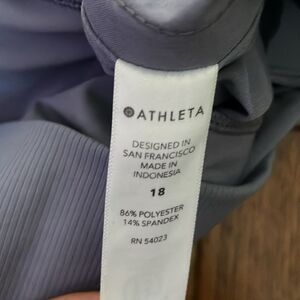 ATHLETA
DESIGNED IN
SAN FRANCISCO
MADE IN
INDONESIA
18
86% POLYESTER
14% SPANDEX
RN 54023